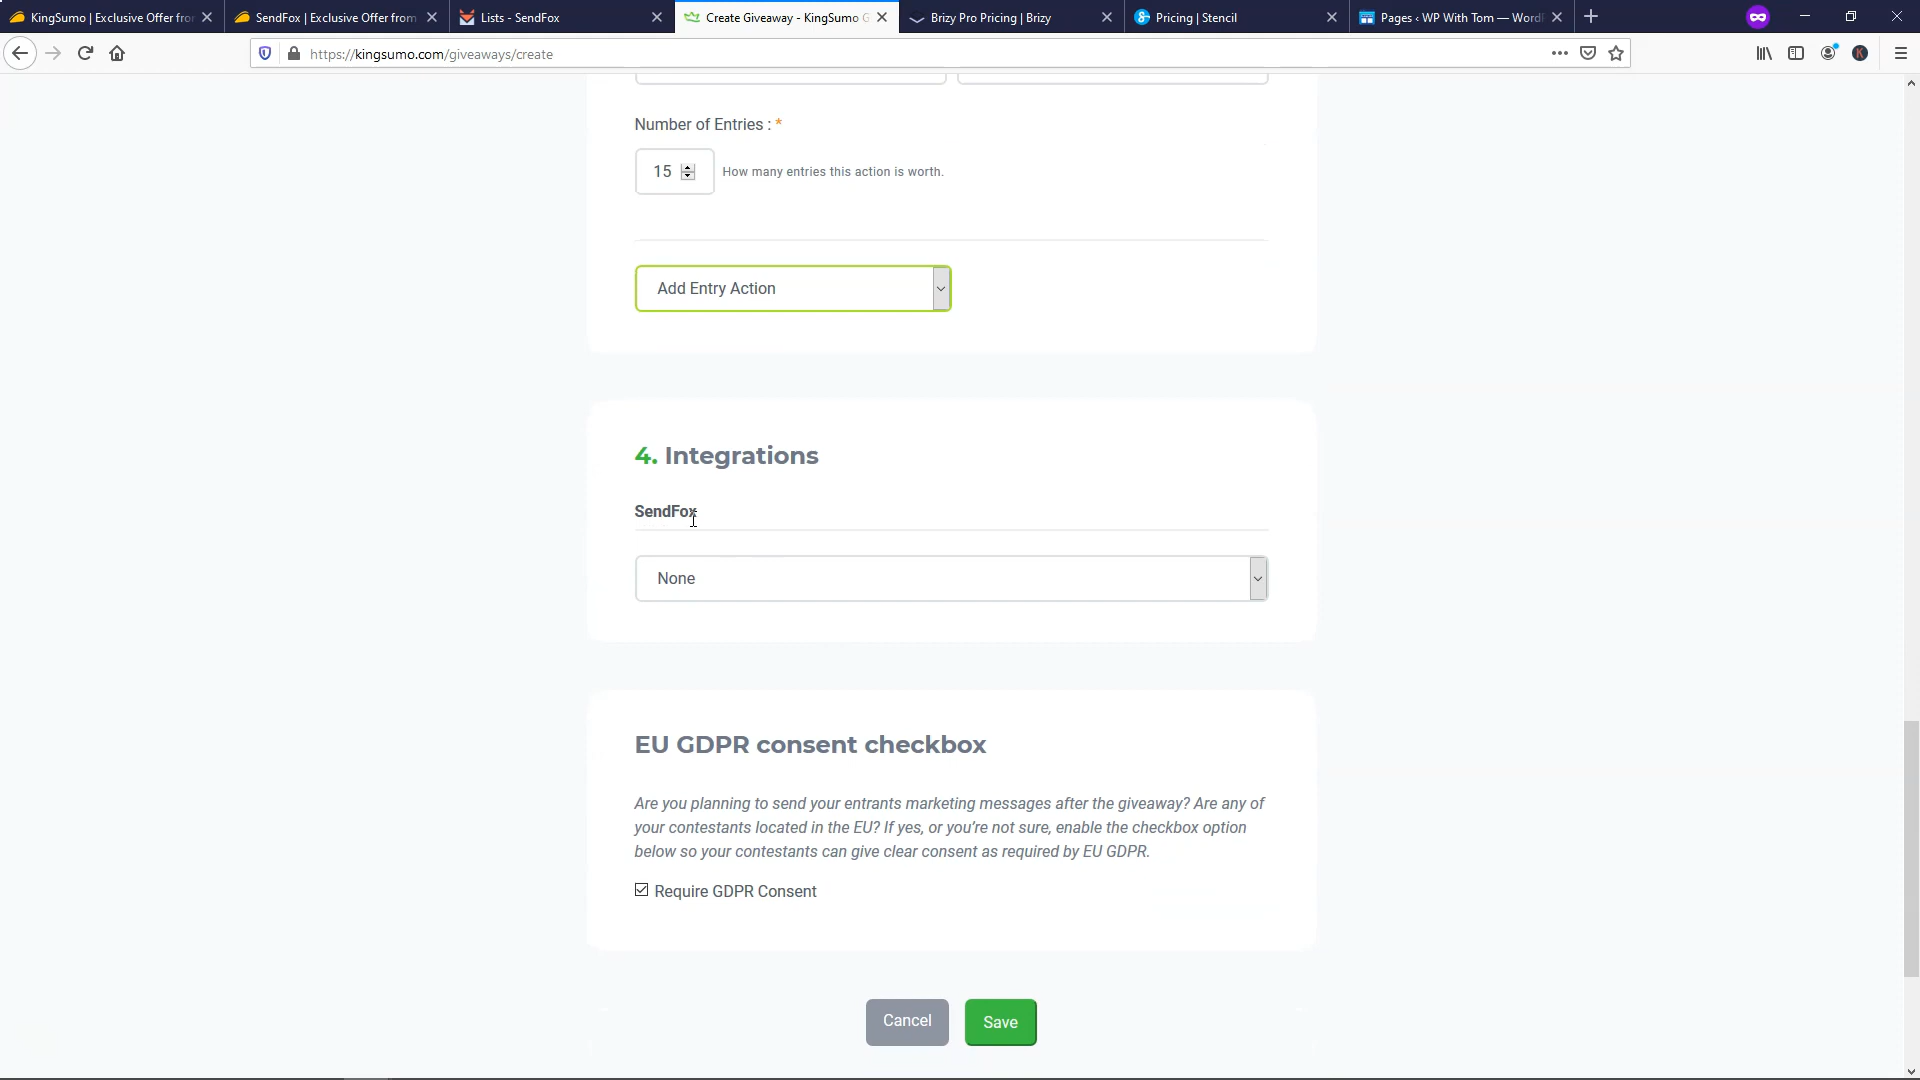 KingSumo | Exclusive Offer fro
SendFox | Exclusive Offer from
Lists - SendFox
Create Giveaway - KingSumo G
Brizy Pro Pricing | Brizy
Pricing | Stencil
Pages ‹ WP With Tom — Word
https://kingsumo.com/giveaways/create
Number of Entries : *
15
How many entries this action is worth.
Add Entry Action
4. Integrations
SendFox
None
EU GDPR consent checkbox
Are you planning to send your entrants marketing messages after the giveaway? Are any of
your contestants located in the EU? If yes, or you’re not sure, enable the checkbox option
below so your contestants can give clear consent as required by EU GDPR.
Require GDPR Consent
Cancel
Save